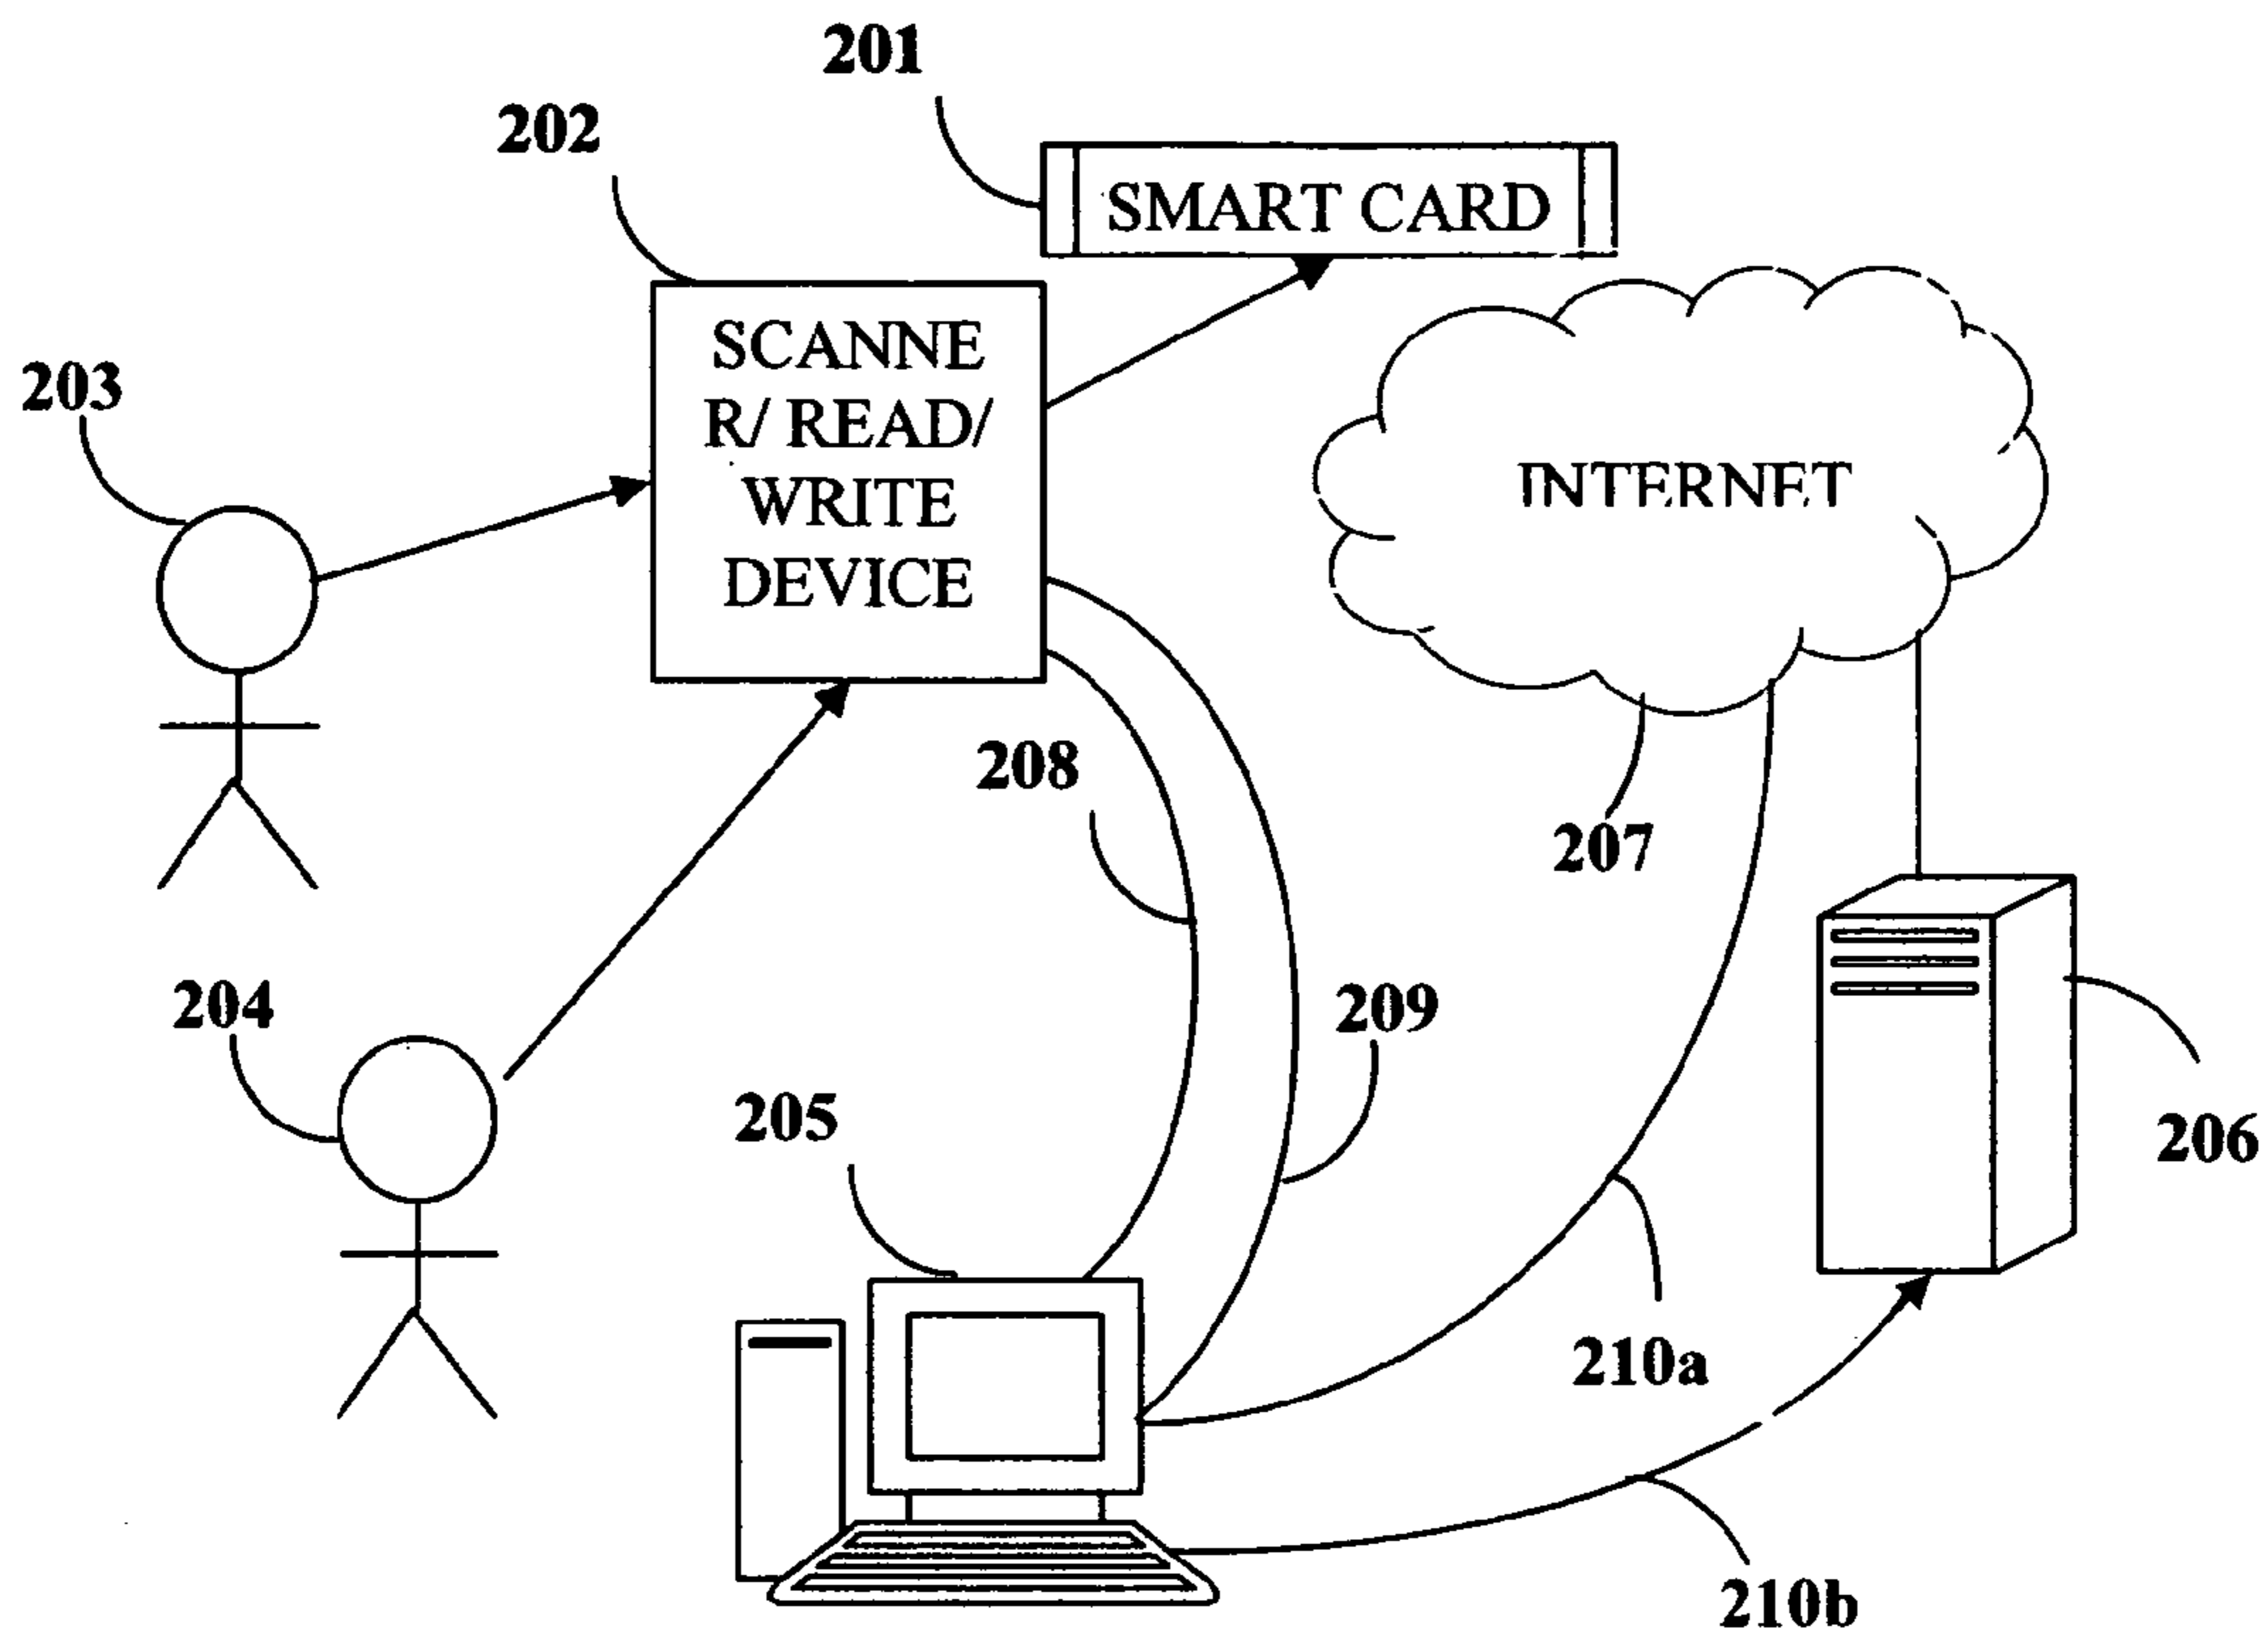 201
202
SMART CARD
SCANNE
R/ READ/
WRITE
DEVICE
203
INTERNET
208
207
204
209
205
206
210a
210b